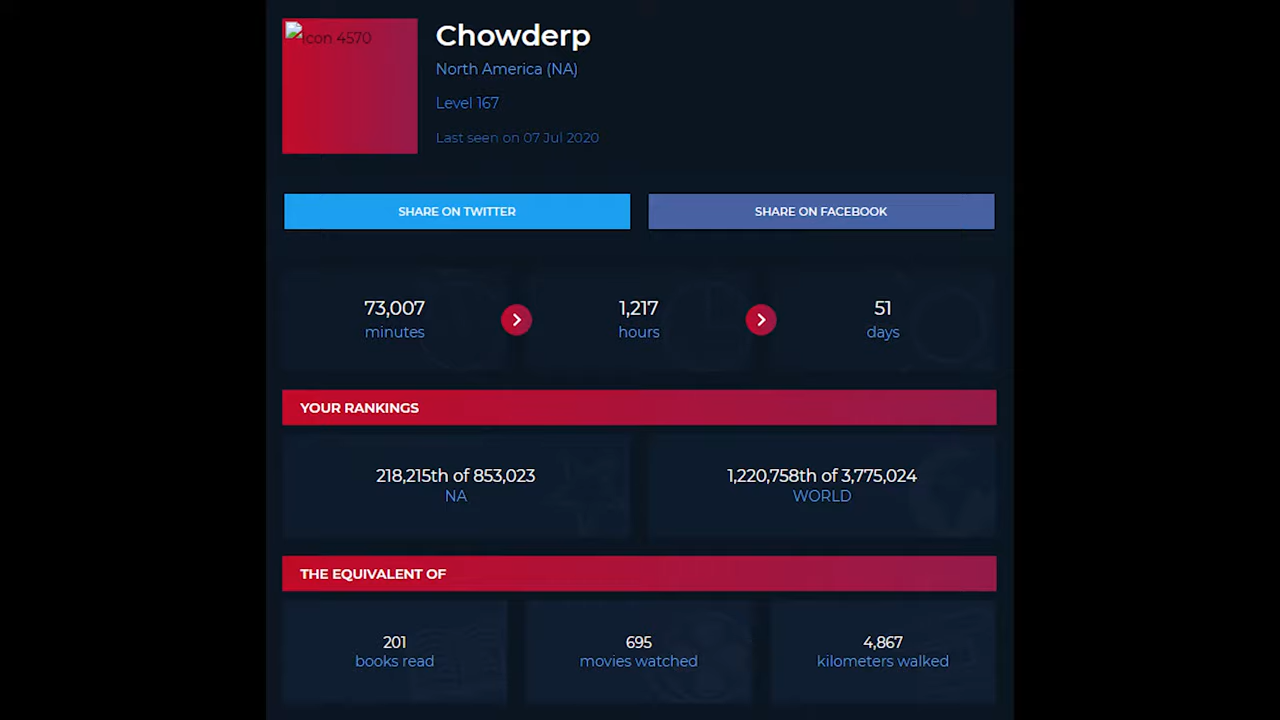 Icon 4570
Chowderp
North America (NA)
Level 167
Last seen on 07 Jul 2020
SHARE ON TWITTER
SHARE ON FACEBOOK
73,007
minutes
1,217
hours
51
days
YOUR RANKINGS
218,215th of 853,023
NA
1,220,758th of 3,775,024
WORLD
THE EQUIVALENT OF
201
books read
695
movies watched
4,867
kilometers walked